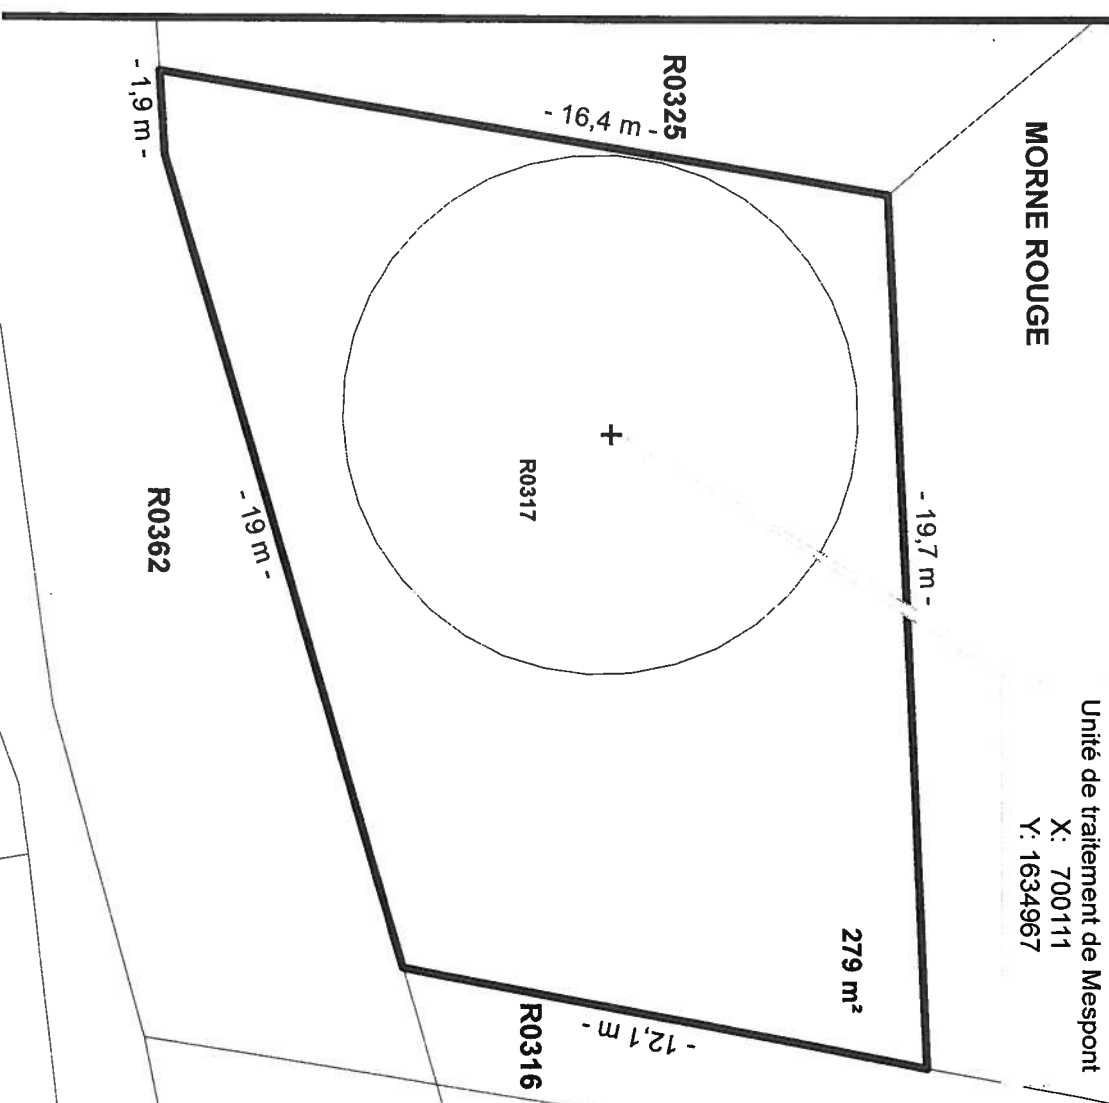 Unité de traitement de Mespont
X: 700111
Y: 1634967
MORNE ROUGE
- 19,7 m -
279 m²
R0325
- 16,4 m -
+
R0317
R0316
- 12,1 m -
- 19 m -
R0362
- 1,9 m -